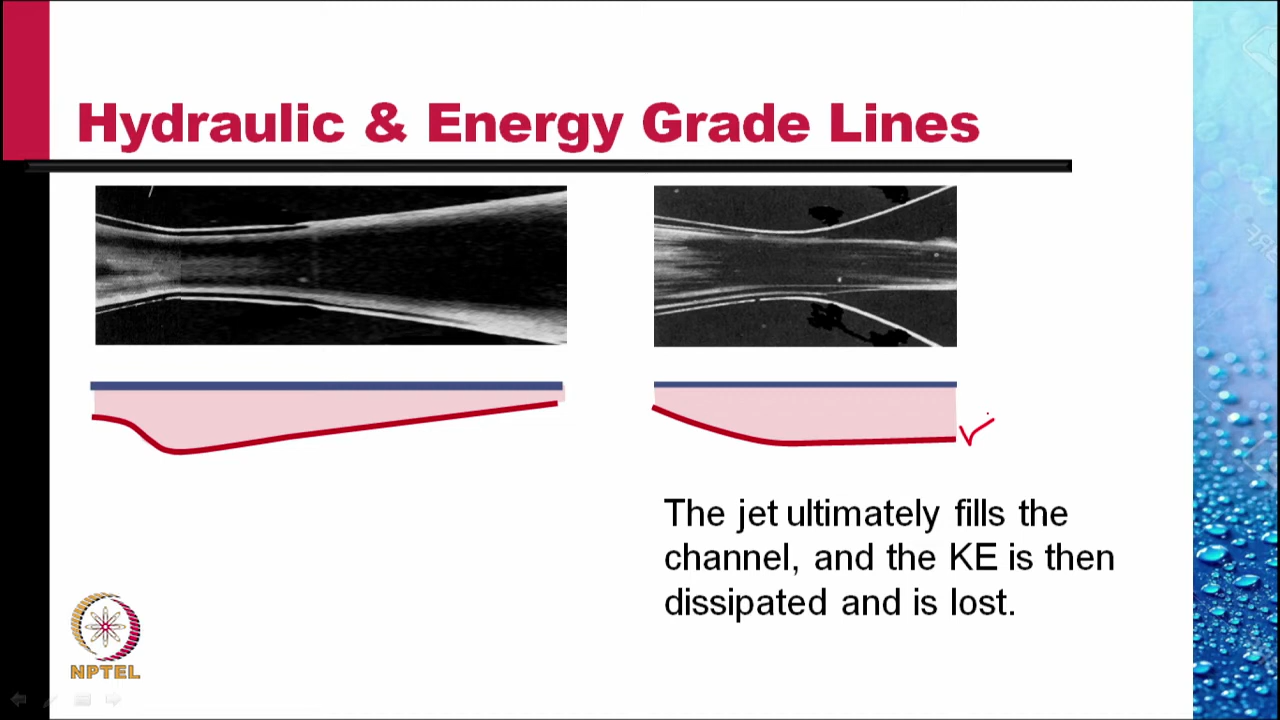 Hydraulic & Energy Grade Lines
The jet ultimately fills the
channel, and the KE is then
dissipated and is lost.
NPTEL